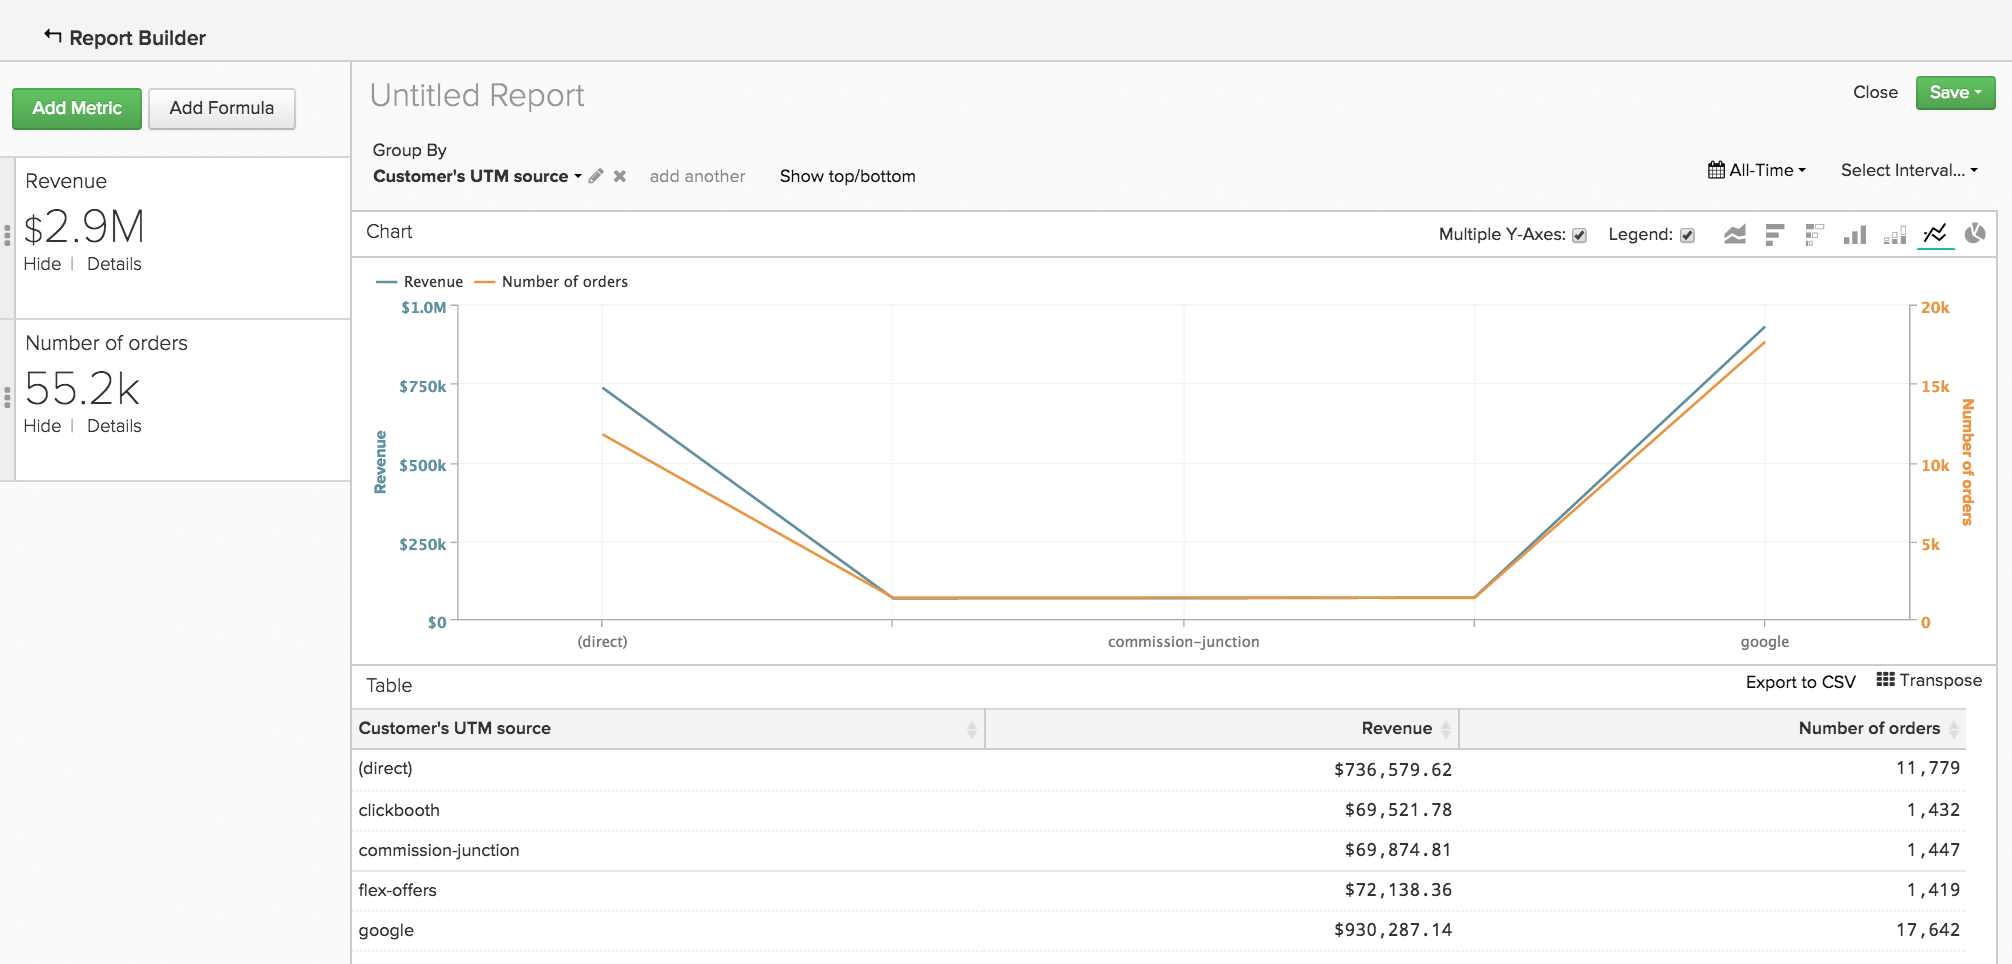 Report Builder
Add Metric Add Formula
Revenue
$2.9M
Hide | Details
Number of orders
55.2k
Hide | Details
Untitled Report
Close Save
Group By
Customer's UTM source add another Show top/bottom
All-Time Select Interval...
Chart
Multiple Y-Axes: Legend:
Revenue Number of orders
$1.0M
$750k
$500k
$250k
$0
Revenue
20k
15k
10k
5k
0
Number of orders
(direct) commission-junction google
Table
Export to CSV Transpose
Customer's UTM source Revenue Number of orders
(direct) $736,579.62 11,779
clickbooth $69,521.78 1,432
commission-junction $69,874.81 1,447
flex-offers $72,138.36 1,419
google $930,287.14 17,642